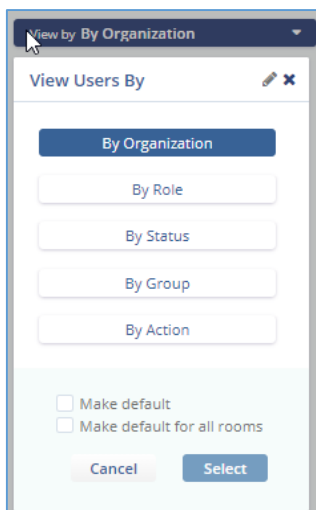 View by By Organization
View Users By
By Organization
By Role
By Status
By Group
By Action
Make default
Make default for all rooms
Cancel Select